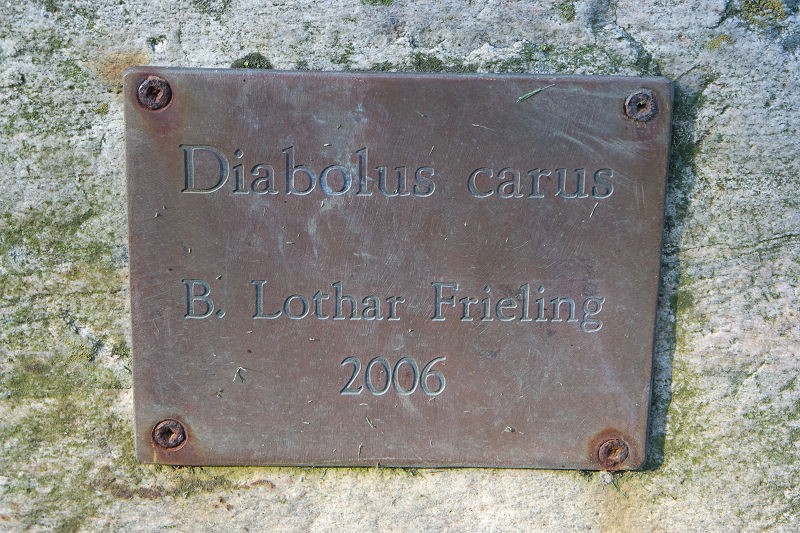 Diabolus carus
B. Lothar Frieling
2006